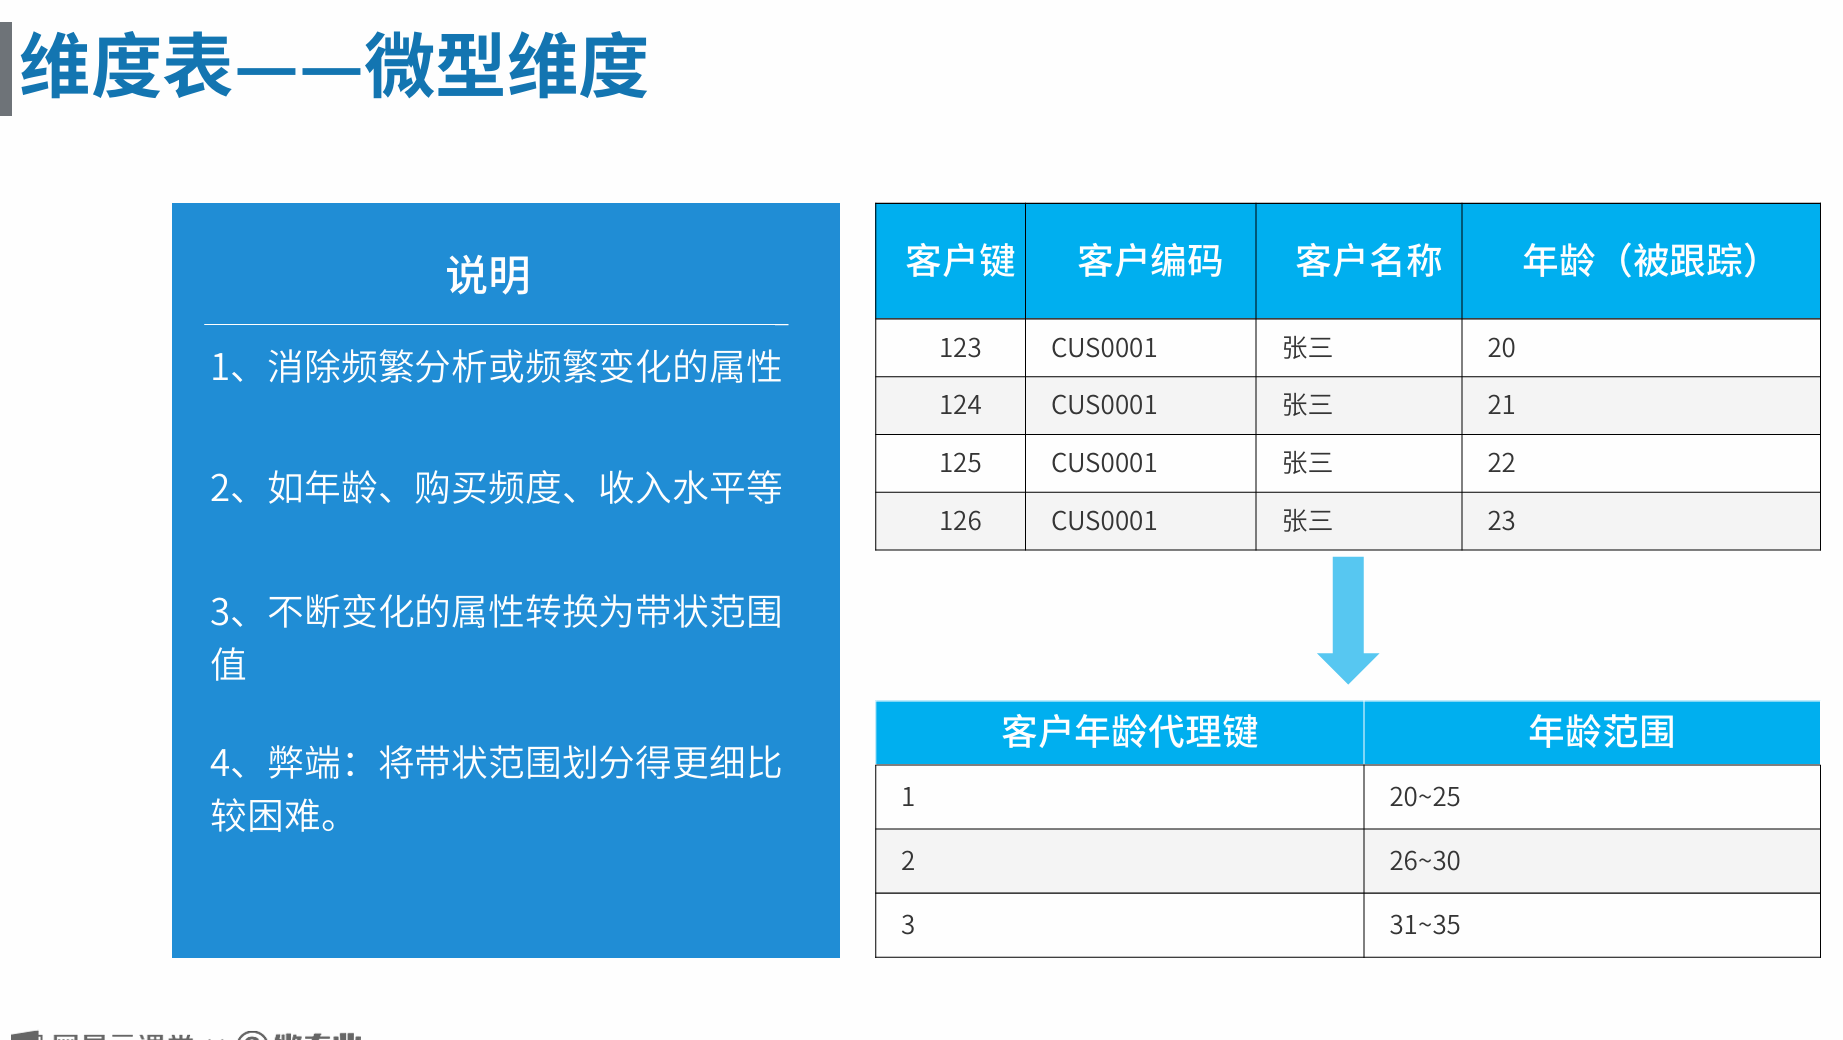 维度表——微型维度
说明
1、消除频繁分析或频繁变化的属性
2、如年龄、购买频度、收入水平等
3、不断变化的属性转换为带状范围
值
4、弊端：将带状范围划分得更细比
较困难。
客户键 客户编码 客户名称 年龄（被跟踪）
123 CUS0001 张三 20
124 CUS0001 张三 21
125 CUS0001 张三 22
126 CUS0001 张三 23
客户年龄代理键 年龄范围
1 20~25
2 26~30
3 31~35